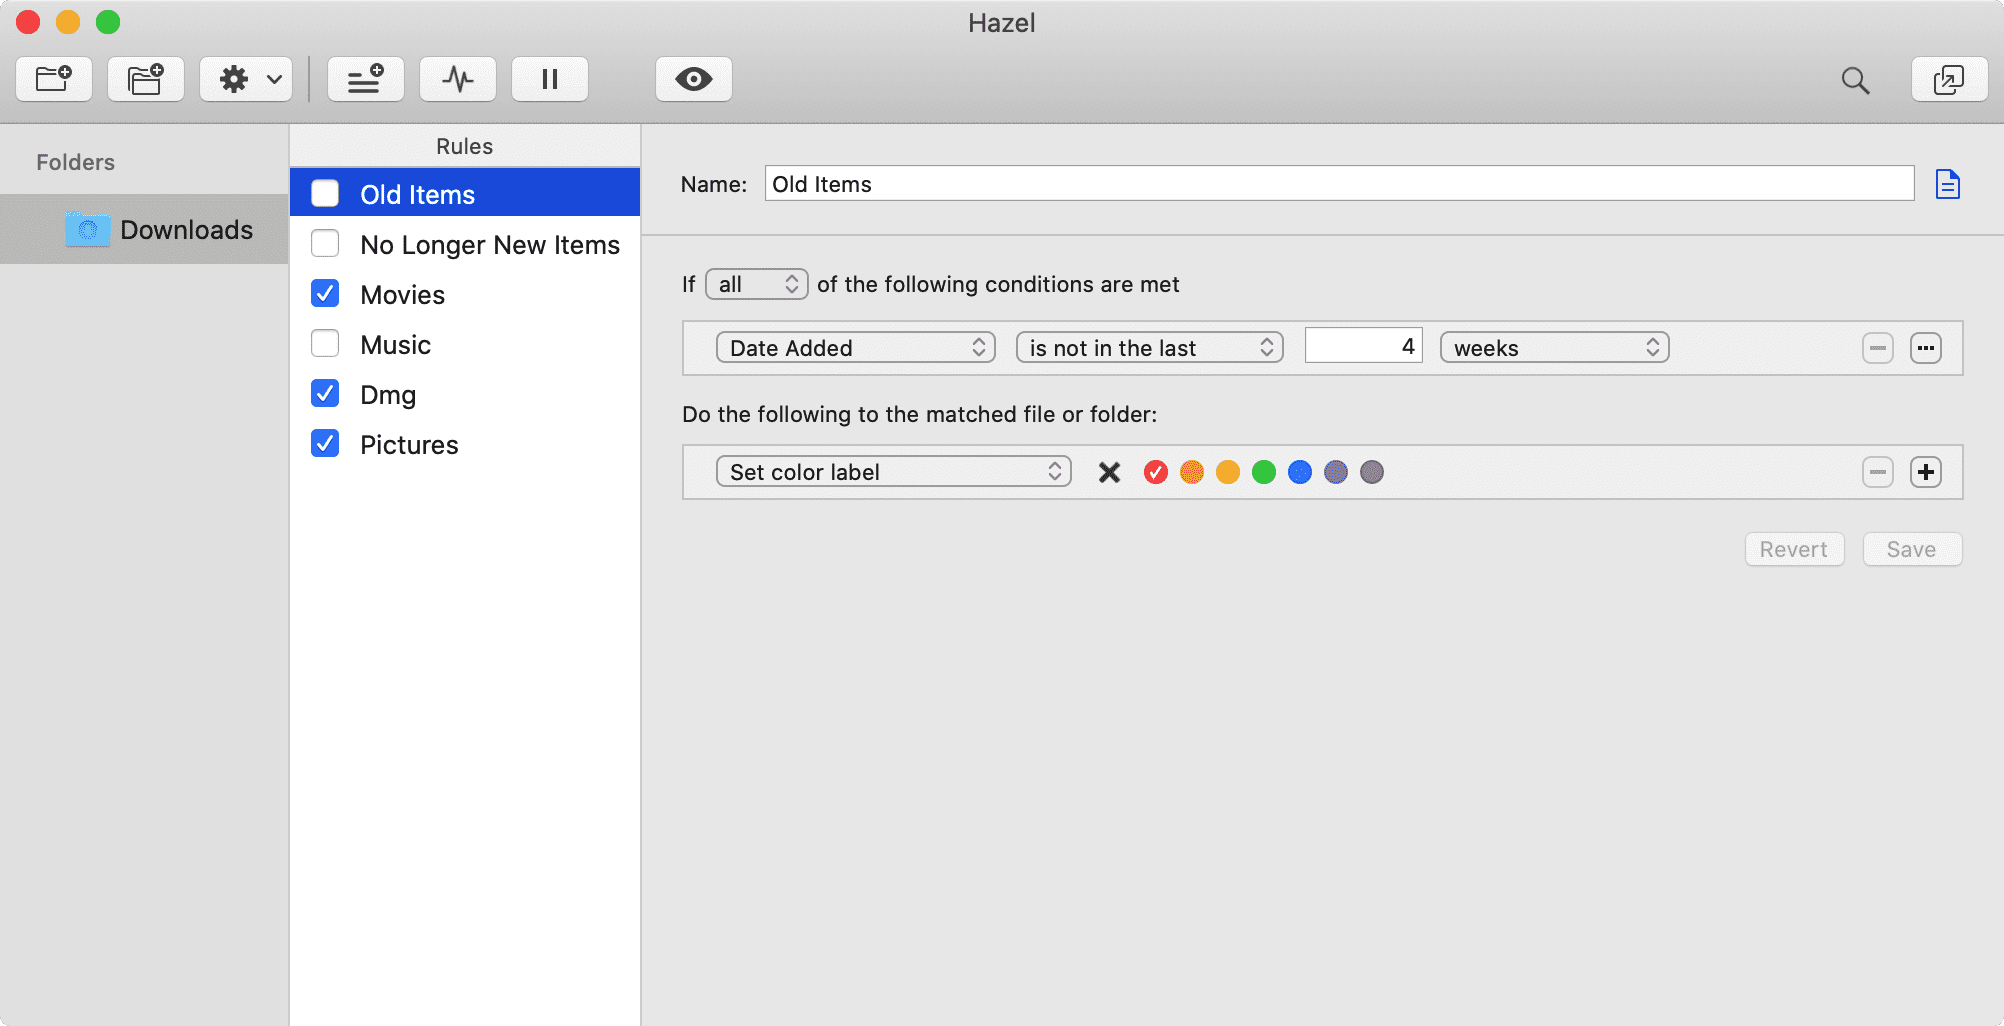 Hazel
Folders
Downloads
Rules
Old Items
No Longer New Items
Movies
Music
Dmg
Pictures
Name: Old Items
If all of the following conditions are met
Date Added is not in the last 4 weeks
Do the following to the matched file or folder:
Set color label
Revert Save